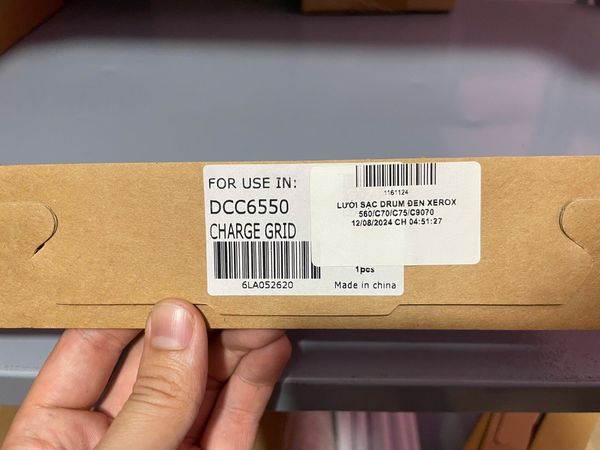 FOR USE IN:
DCC6550
CHARGE GRID
6LA052620
1161124
LƯỚI SẠC DRUM ĐEN XEROX
560/C70/C75/C9070
12/08/2024 CH 04:51:27
1pcs
Made in china